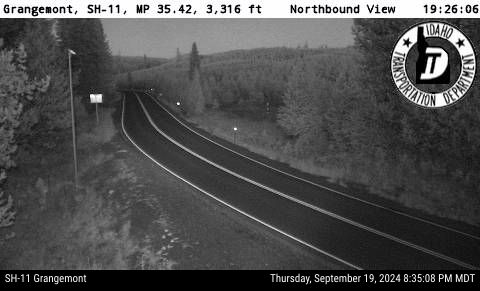 Grangemont, SH-11, MP 35.42, 3,316 ft Northbound View 19:26:06
IDAHO
TRANSPORTATION DEPARTMENT
SH-11 Grangemont Thursday, September 19, 2024 8:35:08 PM MDT